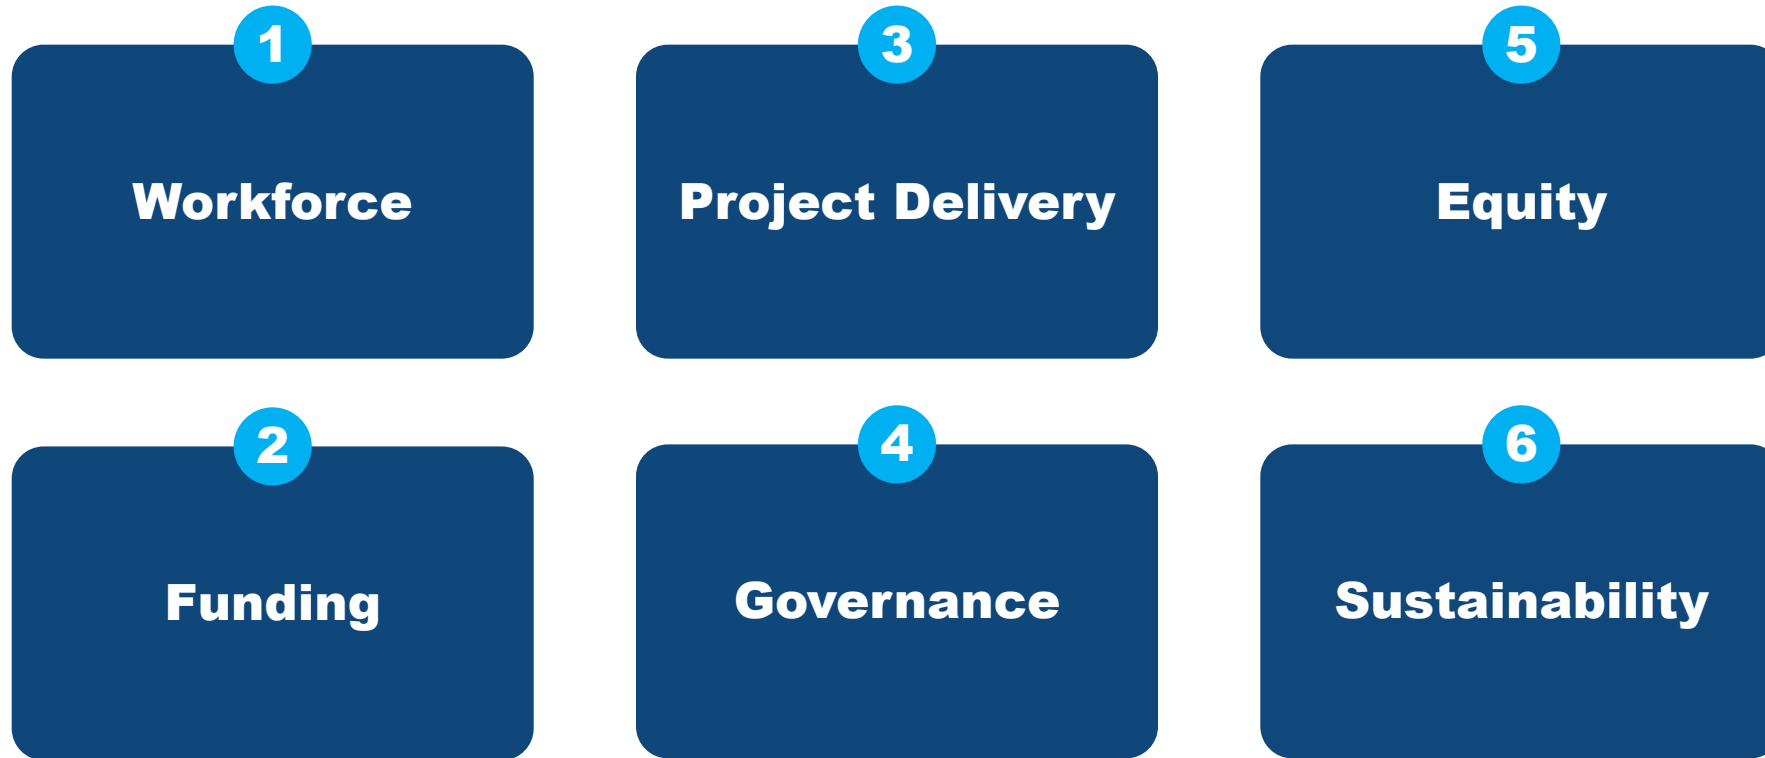 1
Workforce
2
Funding
3
Project Delivery
4
Governance
5
Equity
6
Sustainability